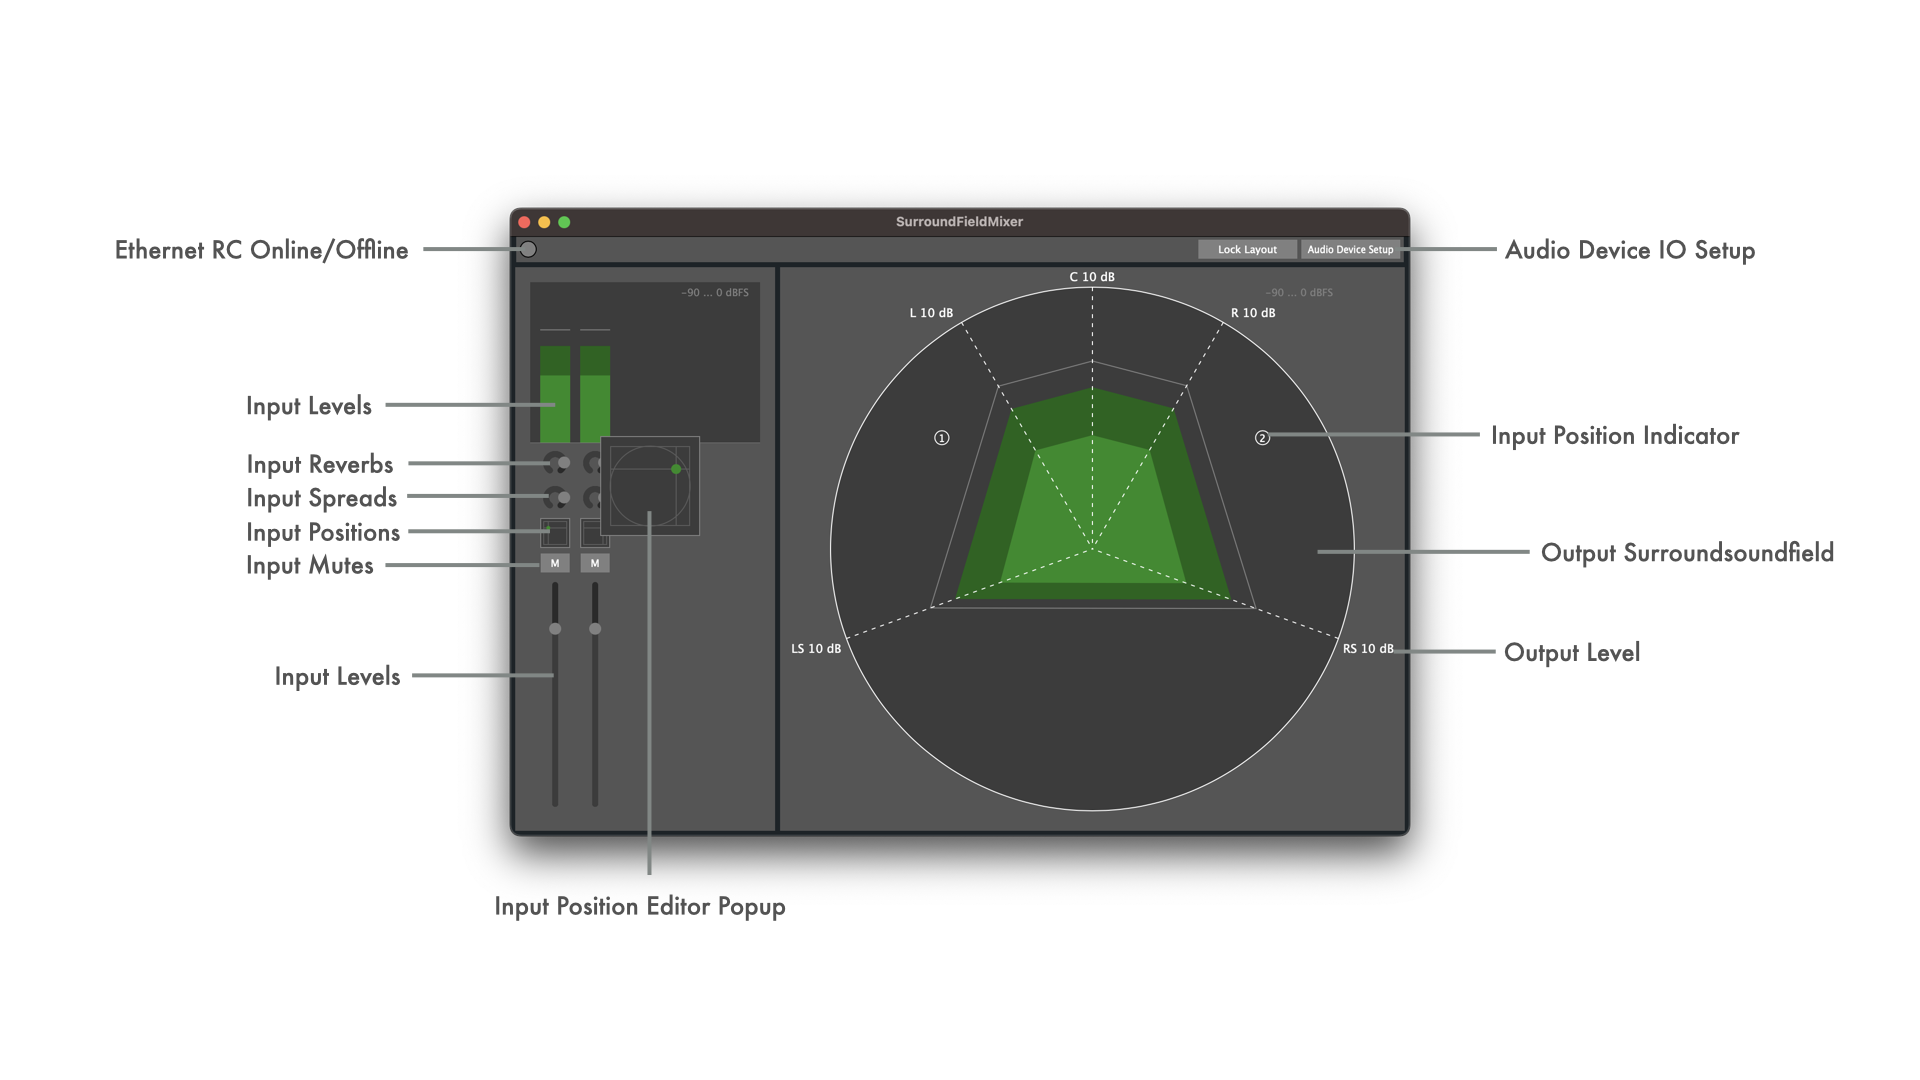 SurroundFieldMixer
Ethernet RC Online/Offline
Lock Layout
Audio Device Setup
Audio Device IO Setup
C 10 dB
-90 ... 0 dBFS
-90 ... 0 dBFS
L 10 dB
R 10 dB
Input Levels
1
2
Input Position Indicator
Input Reverbs
Input Spreads
Input Positions
Output Surroundsoundfield
Input Mutes
M
M
LS 10 dB
RS 10 dB
Output Level
Input Levels
Input Position Editor Popup